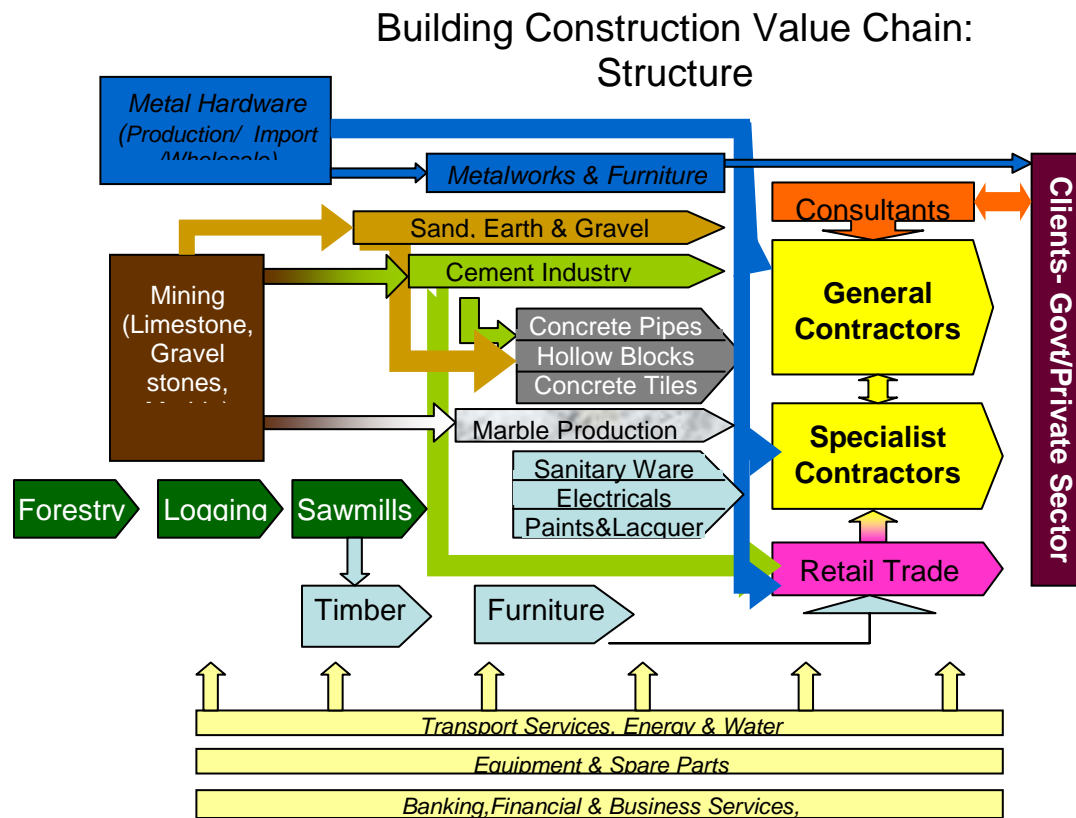 Building Construction Value Chain:
Structure
Metal Hardware
(Production/ Import
/Wholesale)
Metalworks & Furniture
Consultants
Sand, Earth & Gravel
Cement Industry
Mining
(Limestone,
Gravel
stones,
General
Contractors
Concrete Pipes
Hollow Blocks
Concrete Tiles
Marble Production
Specialist
Contractors
Sanitary Ware
Electricals
Paints&Lacquer
Forestry
Logging
Sawmills
Retail Trade
Timber
Furniture
Clients- Govt/Private Sector
Transport Services, Energy & Water
Equipment & Spare Parts
Banking,Financial & Business Services,